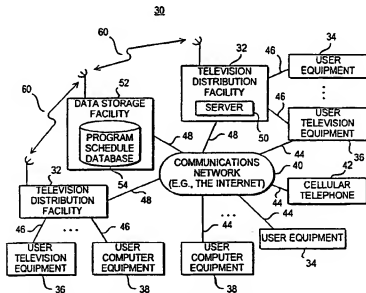 30
60
60
52
DATA STORAGE
FACILITY
PROGRAM
SCHEDULE
DATABASE
54
32
TELEVISION
DISTRIBUTION
FACILITY
SERVER
50
48
46
34
USER
EQUIPMENT
46
USER
TELEVISION
EQUIPMENT
36
48
COMMUNICATIONS
NETWORK
(E.G., THE INTERNET)
40
44
42
CELLULAR
TELEPHONE
44
44
USER EQUIPMENT
34
32
TELEVISION
DISTRIBUTION
FACILITY
48
46
46
USER
TELEVISION
EQUIPMENT
36
USER
COMPUTER
EQUIPMENT
38
44
USER
COMPUTER
EQUIPMENT
38